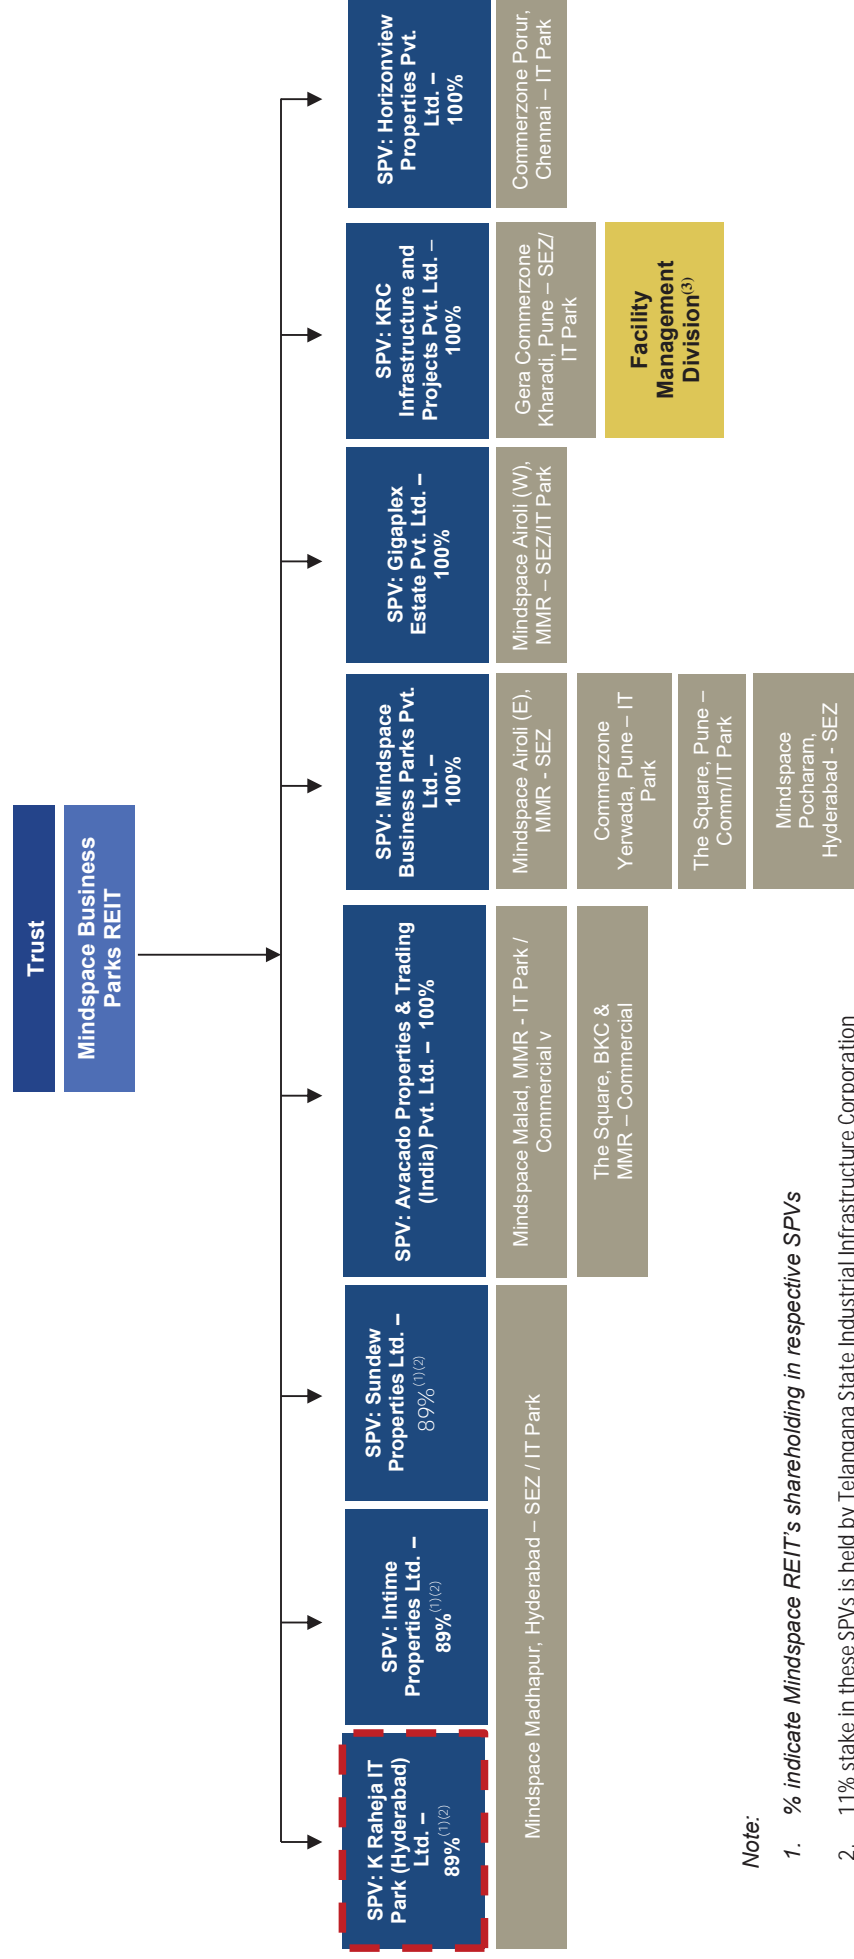 Trust
Mindspace Business
Parks REIT
SPV: K Raheja IT
Park (Hyderabad)
Ltd. –
89%(1)(2)
SPV: Intime
Properties Ltd. –
89%(1)(2)
SPV: Sundew
Properties Ltd. –
89%(1)(2)
Mindspace Madhapur, Hyderabad – SEZ / IT Park
SPV: Avacado Properties & Trading
(India) Pvt. Ltd. – 100%
Mindspace Malad, MMR - IT Park /
Commercial v
The Square, BKC &
MMR – Commercial
SPV: Mindspace
Business Parks Pvt.
Ltd. –
100%
Mindspace Airoli (E),
MMR - SEZ
Commerzone
Yerwada, Pune – IT
Park
The Square, Pune –
Comm/IT Park
Mindspace
Pocharam,
Hyderabad - SEZ
SPV: Gigaplex
Estate Pvt. Ltd. –
100%
Mindspace Airoli (W),
MMR – SEZ/IT Park
SPV: KRC
Infrastructure and
Projects Pvt. Ltd. –
100%
Gera Commerzone
Kharadi, Pune – SEZ/
IT Park
Facility
Management
Division(3)
SPV: Horizonview
Properties Pvt.
Ltd. –
100%
Commerzone Porur,
Chennai – IT Park
Note:
1. % indicate Mindspace REIT's shareholding in respective SPVs
2. 11% stake in these SPVs is held by Telangana State Industrial Infrastructure Corporation